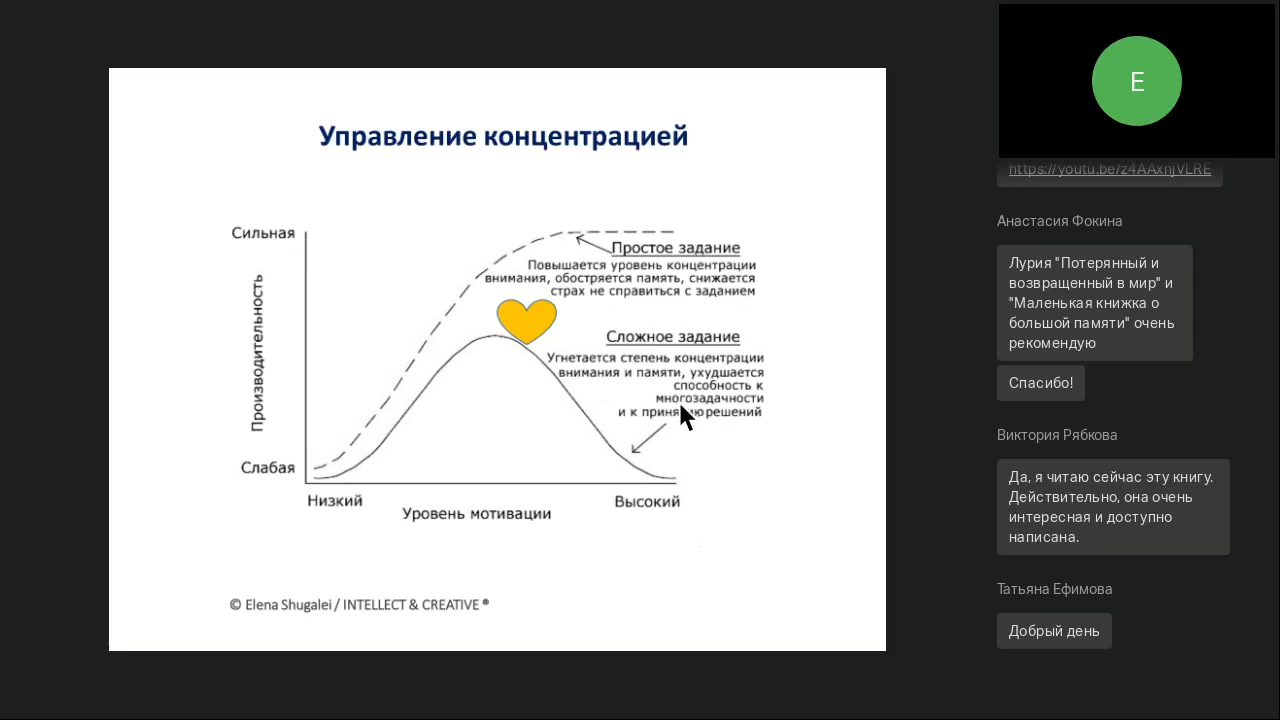 Управление концентрацией
Сильная
Производительность
Слабая
Простое задание
Повышается уровень концентрации
внимания, обостряется память, снижается
страх не справиться с заданием
Сложное задание
Угнетается степень концентрации
внимания и памяти, ухудшается
способность к
многозадачности
и к решений
Низкий
Высокий
Уровень мотивации
© Elena Shugalei / INTELLECT & CREATIVE ®
E
https://youtu.be/z4AAxnjVLRE
Анастасия Фокина
Лурия "Потерянный и
возвращенный в мир" и
"Маленькая книжка о
большой памяти" очень
рекомендую
Спасибо!
Виктория Рябкова
Да, я читаю сейчас эту книгу.
Действительно, она очень
интересная и доступно
написана.
Татьяна Ефимова
Добрый день